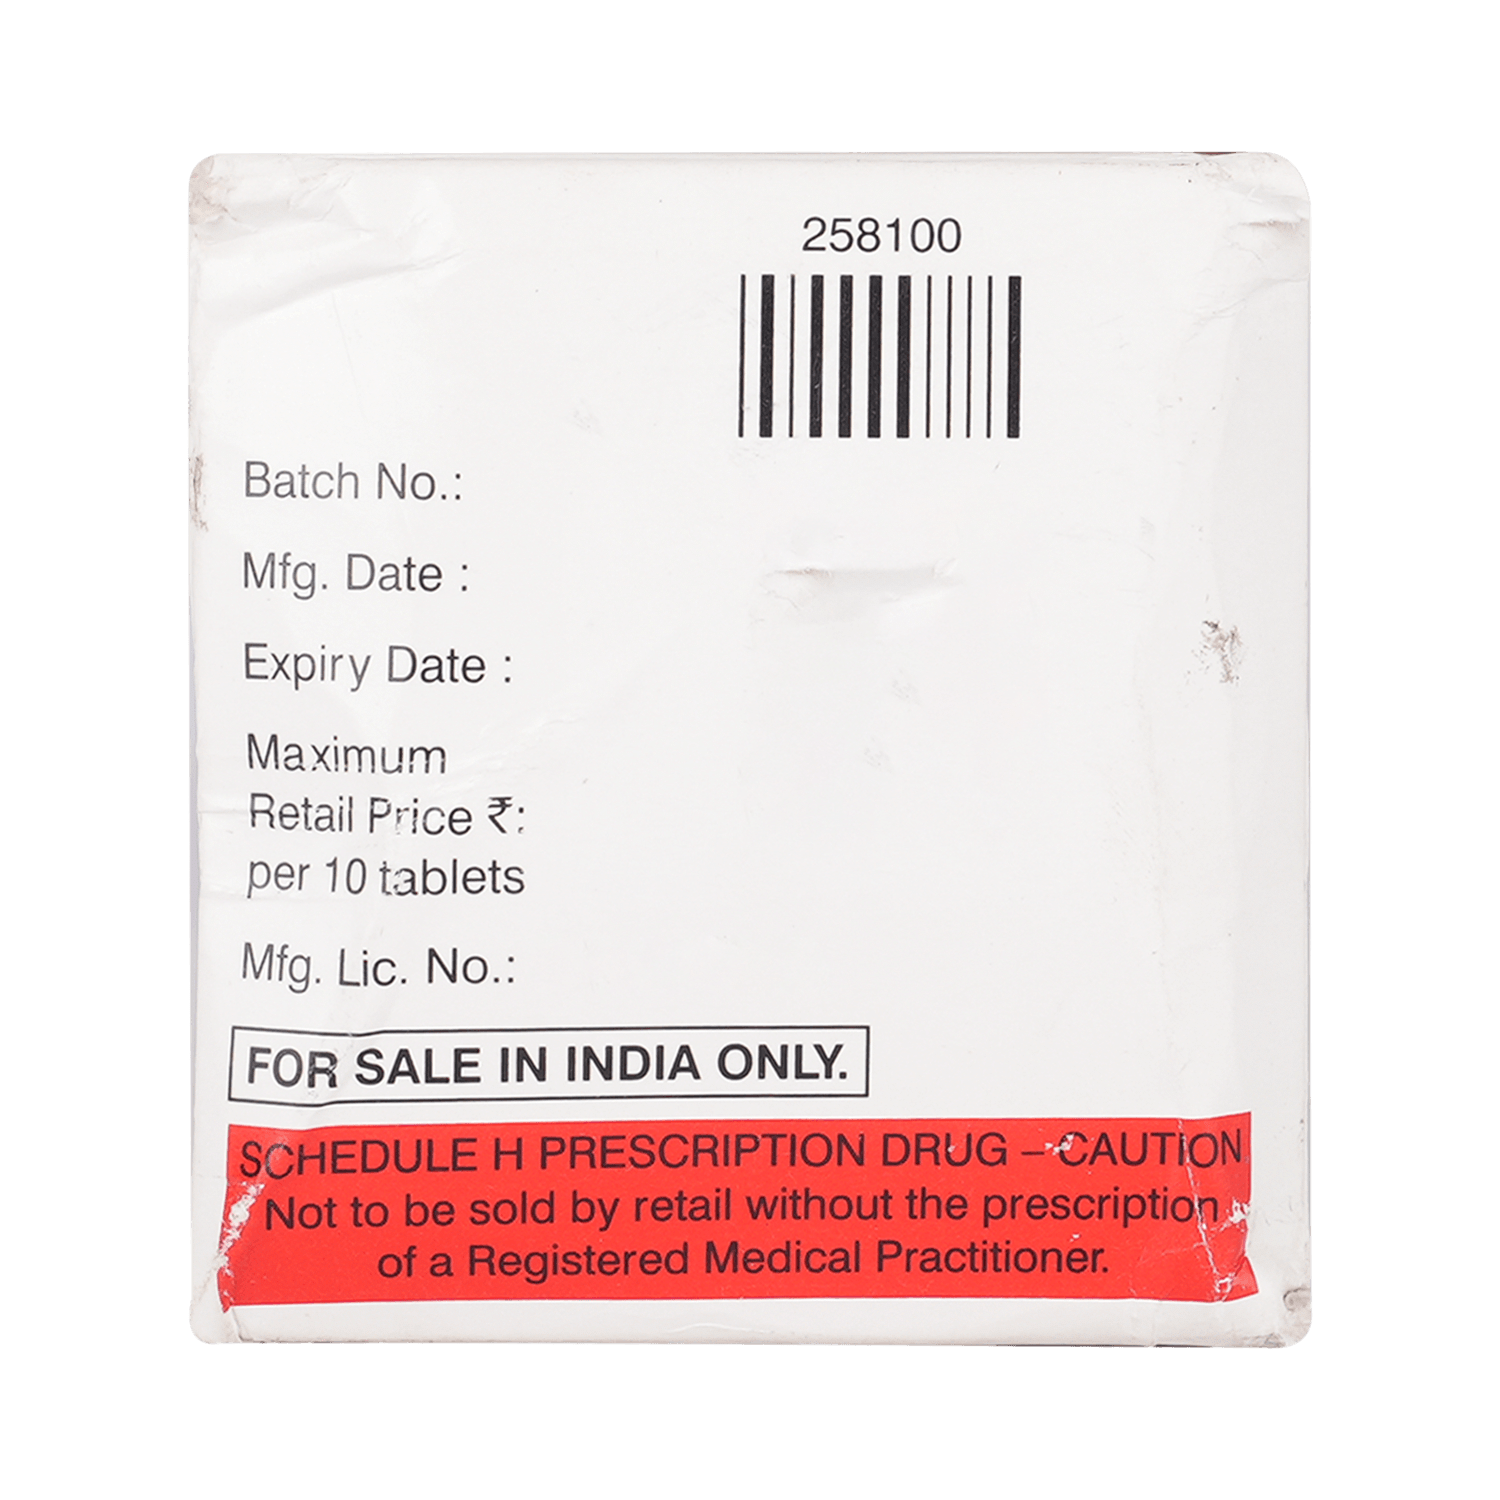 258100
Batch No.:
Mfg. Date :
Expiry Date :
Maximum
Retail Price ₹:
per 10 tablets
Mfg. Lic. No.:
FOR SALE IN INDIA ONLY.
SCHEDULE H PRESCRIPTION DRUG – CAUTION
Not to be sold by retail without the prescription
of a Registered Medical Practitioner.